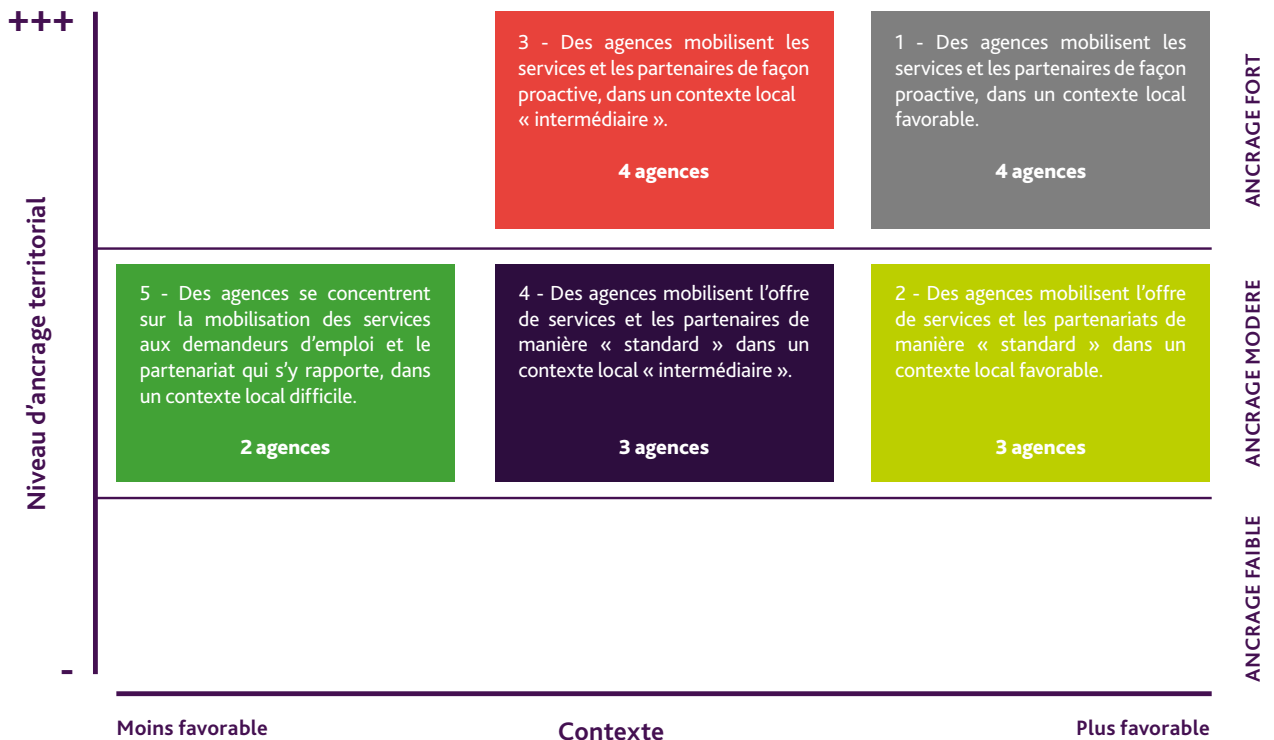 +++
Niveau d’ancrage territorial
-
3 - Des agences mobilisent les
services et les partenaires de façon
proactive, dans un contexte local
« intermédiaire ».
4 agences
1 - Des agences mobilisent les
services et les partenaires de façon
proactive, dans un contexte local
favorable.
4 agences
ANCRAGE FORT
5 - Des agences se concentrent
sur la mobilisation des services
aux demandeurs d’emploi et le
partenariat qui s’y rapporte, dans
un contexte local difficile.
2 agences
4 - Des agences mobilisent l’offre
de services et les partenaires de
manière « standard » dans un
contexte local « intermédiaire ».
3 agences
2 - Des agences mobilisent l’offre
de services et les partenariats de
manière « standard » dans un
contexte local favorable.
3 agences
ANCRAGE MODERE
ANCRAGE FAIBLE
Moins favorable
Contexte
Plus favorable